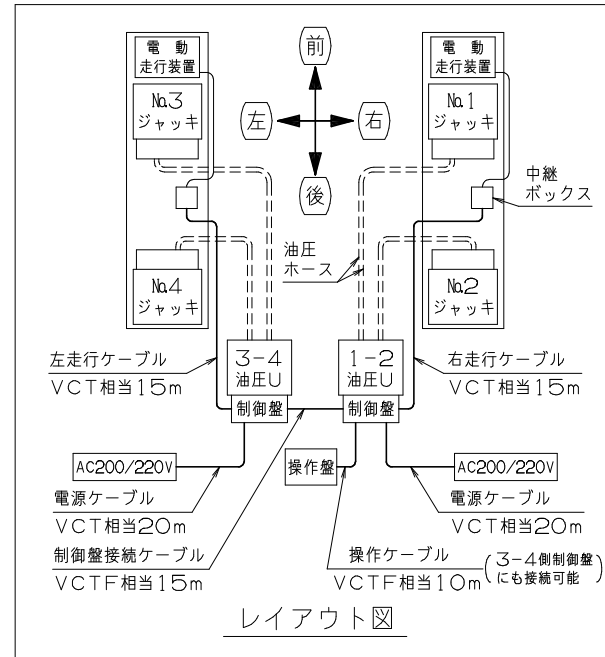 電動
走行装置
No.3
ジャッキ
No.4
ジャッキ
前
左
右
後
電動
走行装置
No.1
ジャッキ
No.2
ジャッキ
中継
ボックス
油圧
ホース
左走行ケーブル
VCT相当15m
3-4
油圧U
制御盤
1-2
油圧U
制御盤
右走行ケーブル
VCT相当15m
AC200/220V
操作盤
AC200/220V
電源ケーブル
VCT相当20m
電源ケーブル
VCT相当20m
制御盤接続ケーブル
VCTF相当15m
操作ケーブル
VCTF相当10m
(3-4側制御盤
にも接続可能)
レイアウト図